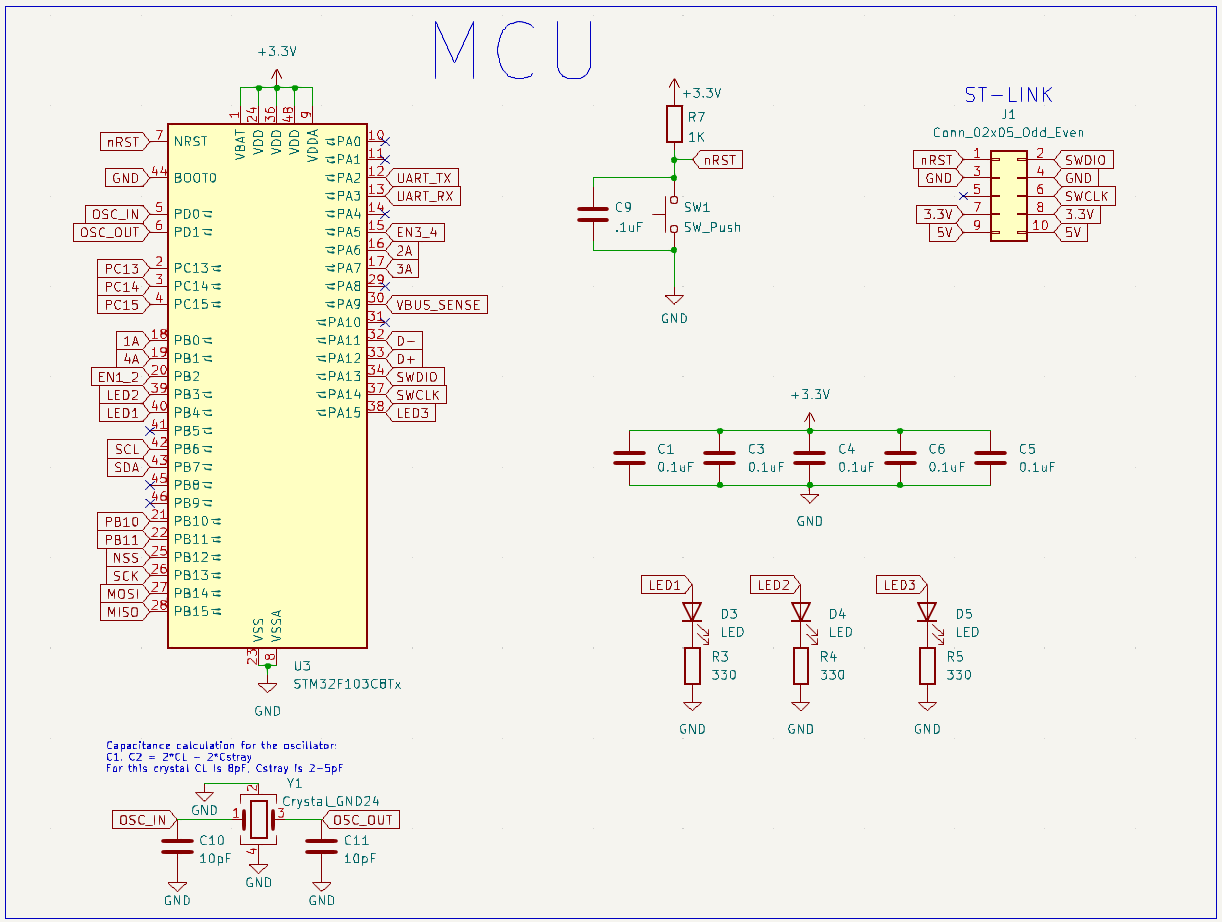 MCU
+3.3V
1
24
36
48
9
VBAT
VDD
VDD
VDD
VDDA
nRST 7 NRST
GND 44 BOOT0
OSC_IN 5 PD0
OSC_OUT 6 PD1
PC13 2 PC13
PC14 3 PC14
PC15 4 PC15
1A 18 PB0
4A 19 PB1
EN1_2 20 PB2
LED2 39 PB3
LED1 40 PB4
41 PB5
SCL 42 PB6
SDA 43 PB7
45 PB8
46 PB9
PB10 21 PB10
PB11 22 PB11
NSS 25 PB12
SCK 26 PB13
MOSI 27 PB14
MISO 28 PB15
PA0 10
PA1 11
PA2 12 UART_TX
PA3 13 UART_RX
PA4 14
PA5 15 EN3_4
PA6 16 2A
PA7 17 3A
PA8 29
PA9 30 VBUS_SENSE
PA10 31
PA11 32 D-
PA12 33 D+
PA13 34 SWDIO
PA14 37 SWCLK
PA15 38 LED3
VSS
VSSA
23
8
U3
STM32F103C8Tx
GND
+3.3V
R7
1K
nRST
C9
.1uF
SW1
SW_Push
GND
ST-LINK
J1
Conn_02x05_Odd_Even
nRST 1 2 SWDIO
GND 3 4 GND
5 6 SWCLK
3.3V 7 8 3.3V
5V 9 10 5V
+3.3V
C1
0.1uF
C3
0.1uF
C4
0.1uF
C6
0.1uF
C5
0.1uF
GND
LED1
D3
LED
R3
330
GND
LED2
D4
LED
R4
330
GND
LED3
D5
LED
R5
330
GND
Capacitance calculation for the oscillator:
C1, C2 = 2*CL - 2*Cstray
For this crystal CL is 8pF, Cstray is 2-5pF
Y1
Crystal_GND24
GND
2
OSC_IN
1
3
OSC_OUT
4
C10
10pF
C11
10pF
GND
GND
GND